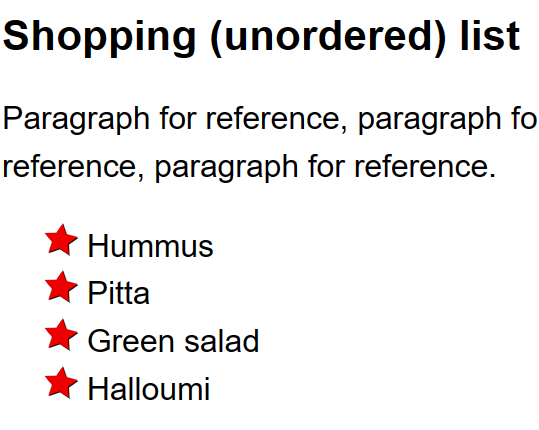 Shopping (unordered) list
Paragraph for reference, paragraph fo
reference, paragraph for reference.
Hummus
Pitta
Green salad
Halloumi